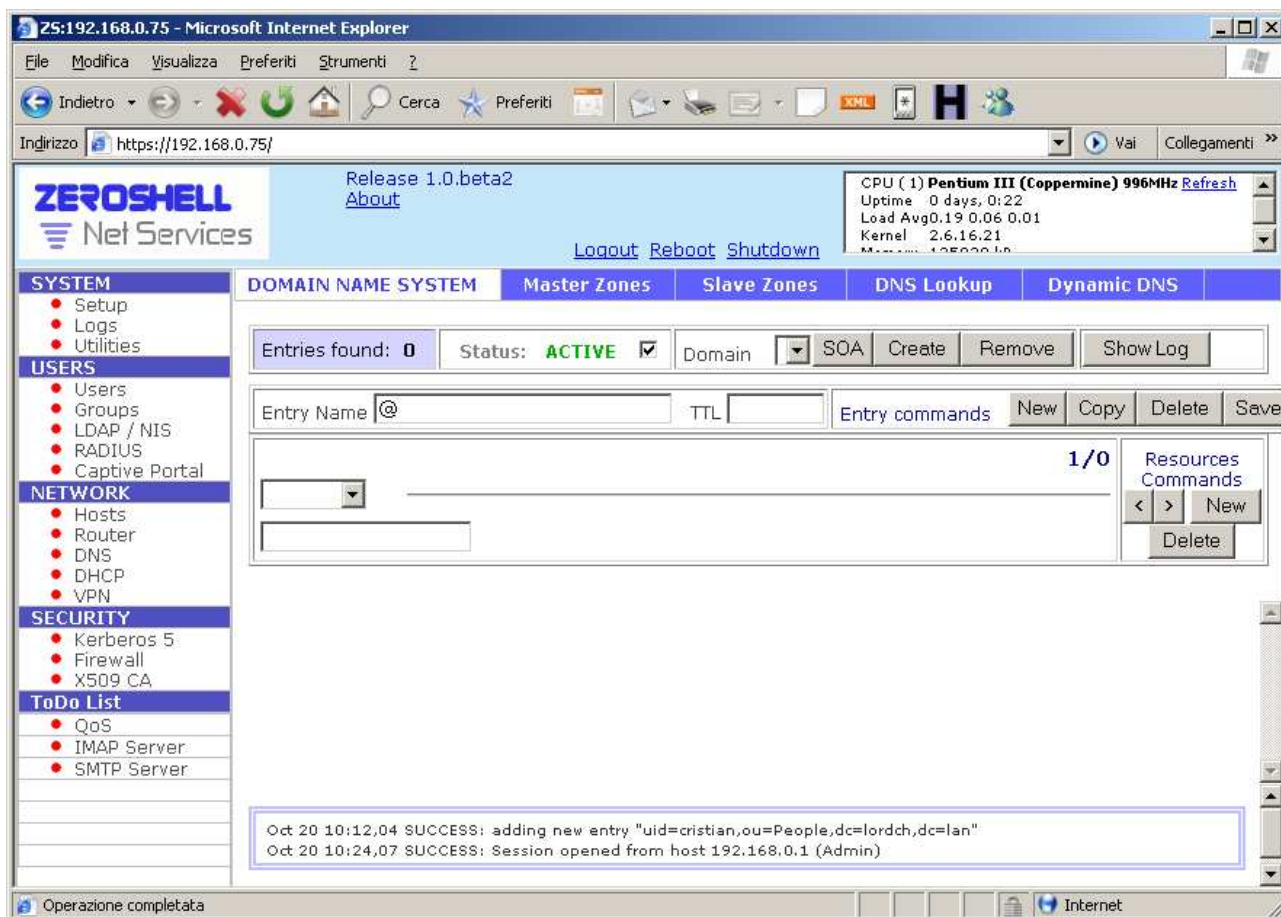 ZS:192.168.0.75 - Microsoft Internet Explorer
File Modifica Visualizza Preferiti Strumenti ?
Indietro Cerca Preferiti XML H
Indirizzo https://192.168.0.75/ Vai Collegamenti »
ZEROSHELL
Net Services
Release 1.0.beta2
About
Logout Reboot Shutdown
CPU ( 1) Pentium III (Coppermine) 996MHz Refresh
Uptime 0 days, 0:22
Load Avg0.19 0.06 0.01
Kernel 2.6.16.21
SYSTEM
Setup
Logs
Utilities
USERS
Users
Groups
LDAP / NIS
RADIUS
Captive Portal
NETWORK
Hosts
Router
DNS
DHCP
VPN
SECURITY
Kerberos 5
Firewall
X509 CA
ToDo List
QoS
IMAP Server
SMTP Server
DOMAIN NAME SYSTEM Master Zones Slave Zones DNS Lookup Dynamic DNS
Entries found: 0 Status: ACTIVE Domain SOA Create Remove Show Log
Entry Name @ TTL Entry commands New Copy Delete Save
1/0
Resources
Commands
< > New
Delete
Oct 20 10:12,04 SUCCESS: adding new entry "uid=cristian,ou=People,dc=lordch,dc=lan"
Oct 20 10:24,07 SUCCESS: Session opened from host 192.168.0.1 (Admin)
Operazione completata Internet